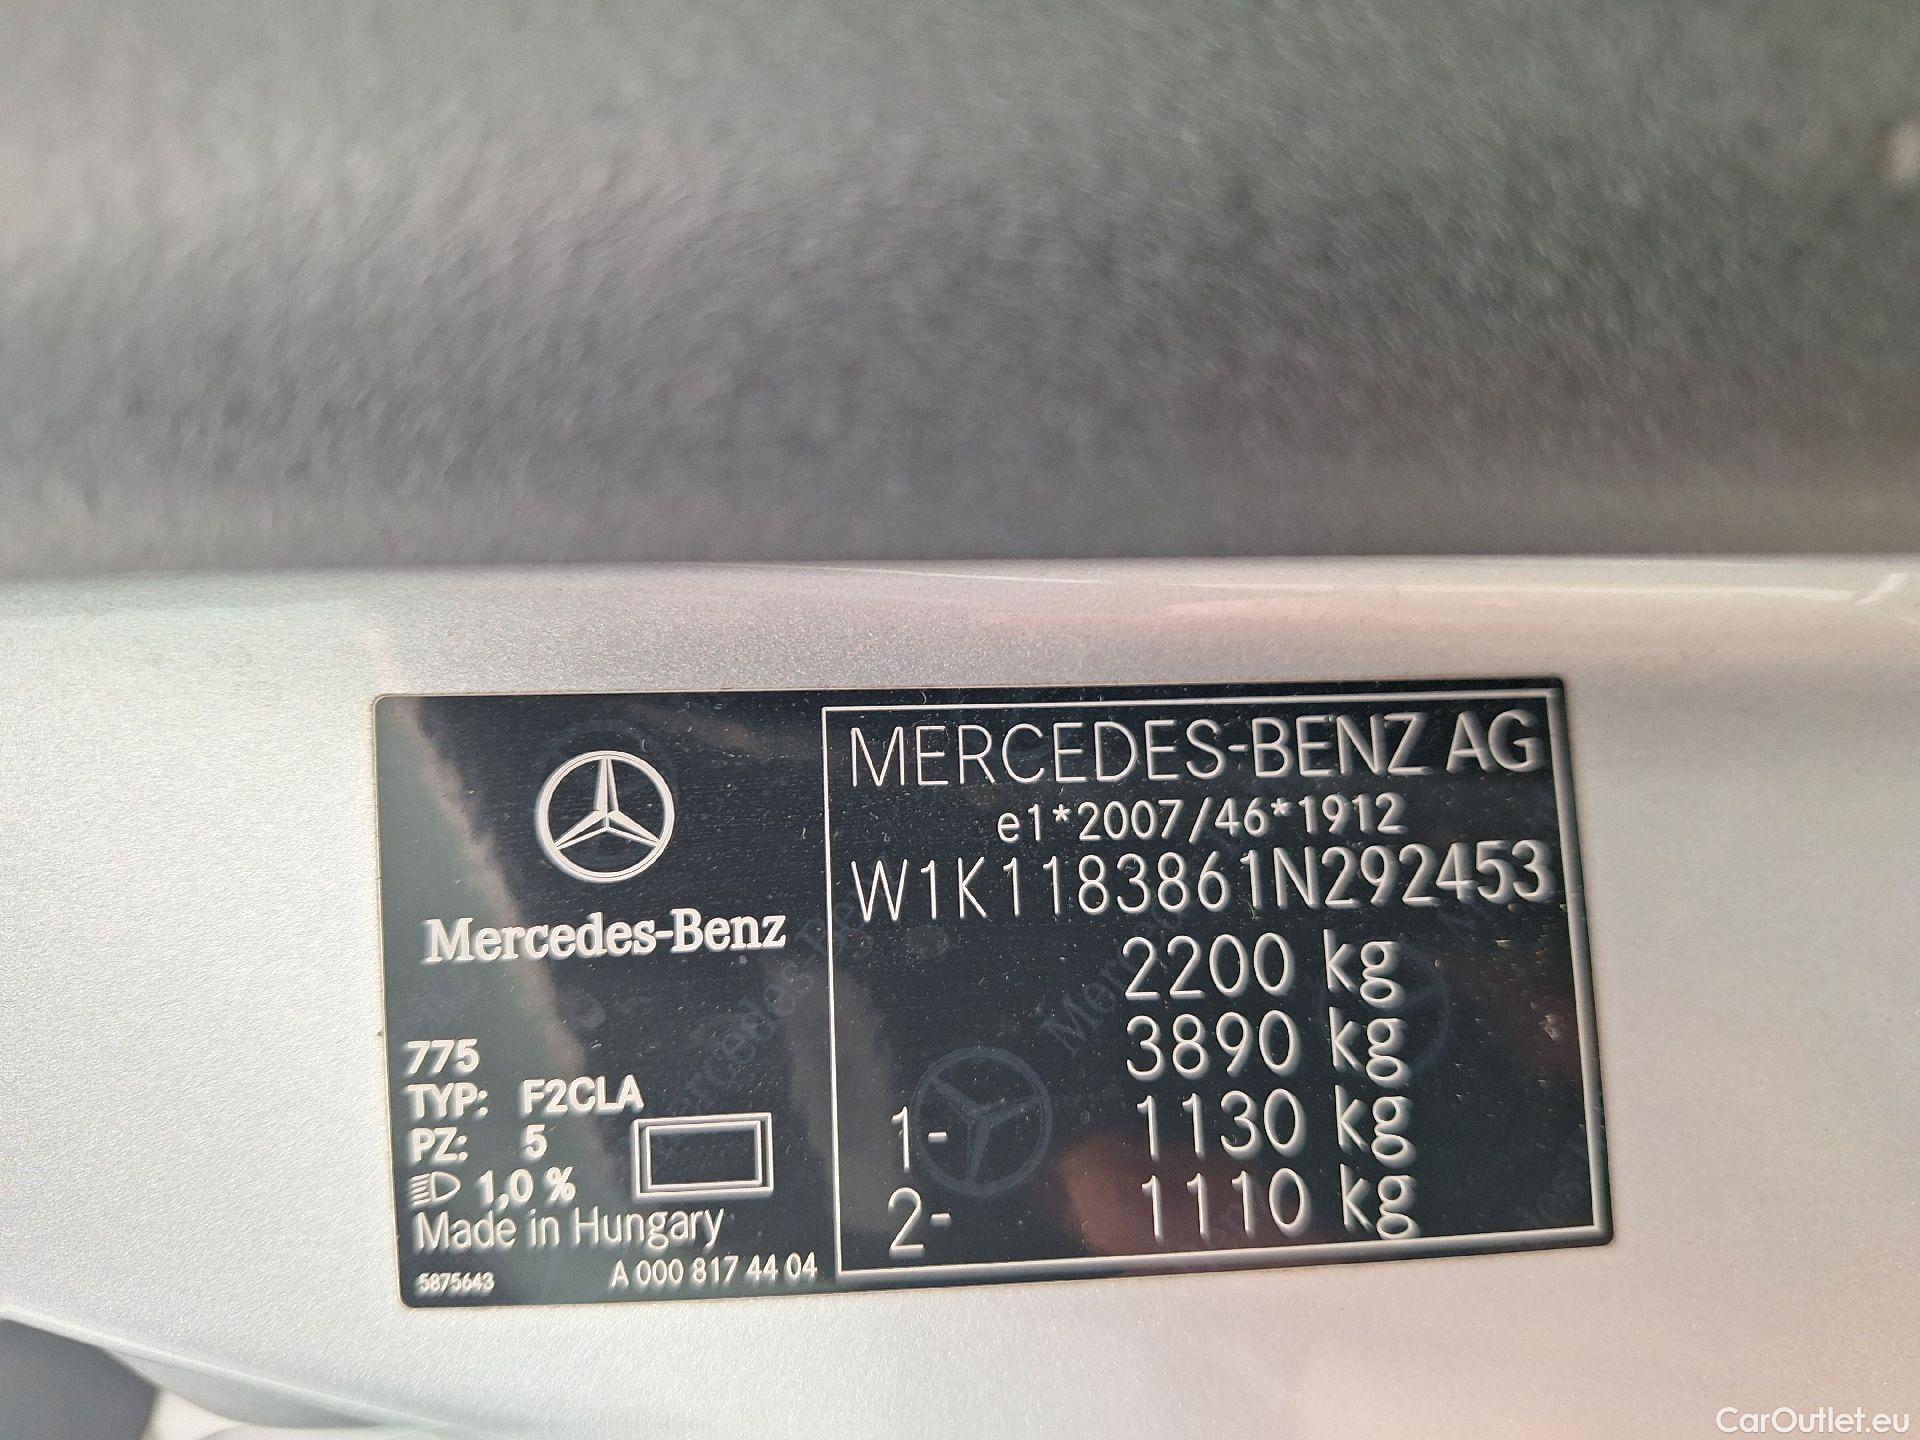 Mercedes-Benz
775
TYP: F2CLA
PZ: 5
1,0 %
Made in Hungary
5875643
A 000 817 44 04
MERCEDES-BENZ AG
e1*2007/46*1912
W1K1183861N292453
2200 kg
3890 kg
1- 1130 kg
2- 1110 kg
CarOutlet.eu